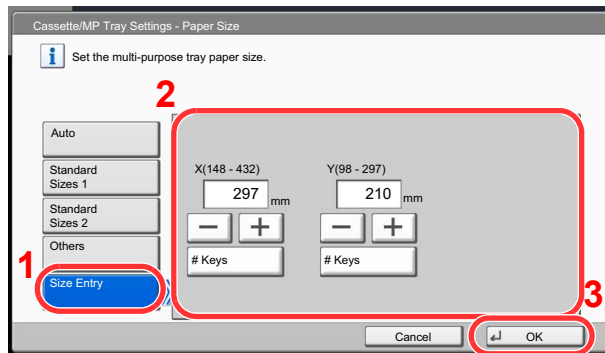 Cassette/MP Tray Settings - Paper Size
Set the multi-purpose tray paper size.
2
Auto
Standard
Sizes 1
Standard
Sizes 2
Others
1
Size Entry
X(148 - 432)
297 mm
# Keys
Y(98 - 297)
210 mm
# Keys
3
Cancel
OK